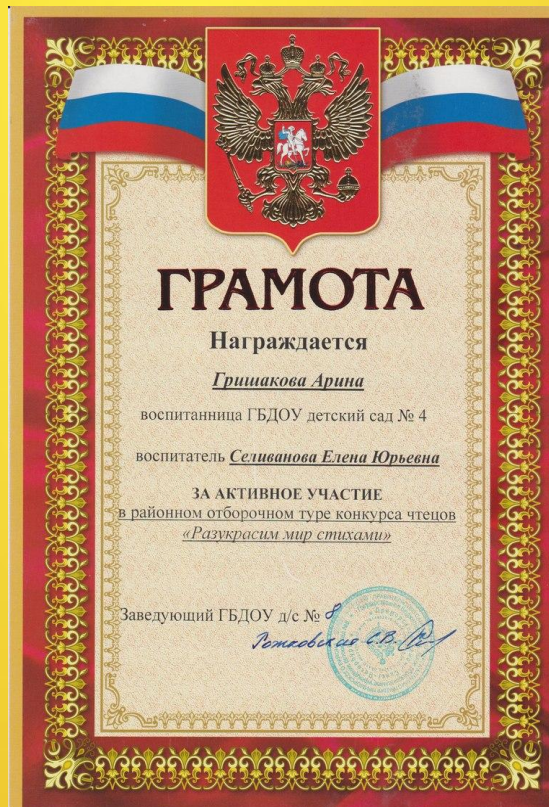 ГРАМОТА
Награждается
Гришакова Арина
воспитанница ГБДОУ детский сад № 4
воспитатель Селиванова Елена Юрьевна
ЗА АКТИВНОЕ УЧАСТИЕ
в районном отборочном туре конкурса чтецов
«Разукрасим мир стихами»
Заведующий ГБДОУ д/с № 8
С.В.